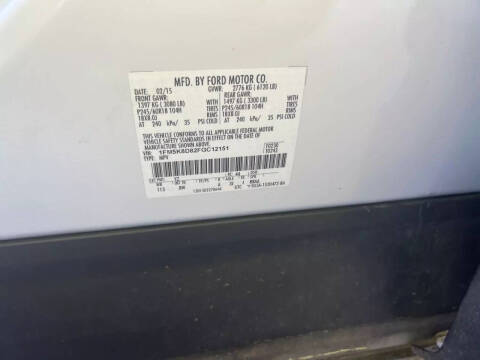 MFD. BY FORD MOTOR CO.
DATE: 02/15 GVWR: 2776 KG ( 6120 LB)
FRONT GAWR: REAR GAWR:
1397 KG ( 3080 LB) 1497 KG ( 3300 LB)
P245/60R18 104H TIRES P245/60R18 104H TIRES
18X8.0J RIMS 18X8.0J RIMS
AT 240 kPa/ 35 PSI COLD AT 240 kPa/ 35 PSI COLD
THIS VEHICLE CONFORMS TO ALL APPLICABLE FEDERAL MOTOR
VEHICLE SAFETY STANDARDS IN EFFECT ON THE DATE OF
MANUFACTURE SHOWN ABOVE.
VIN: 1FM5K8D82FGC12151
TYPE: MPV
F0230
UTC